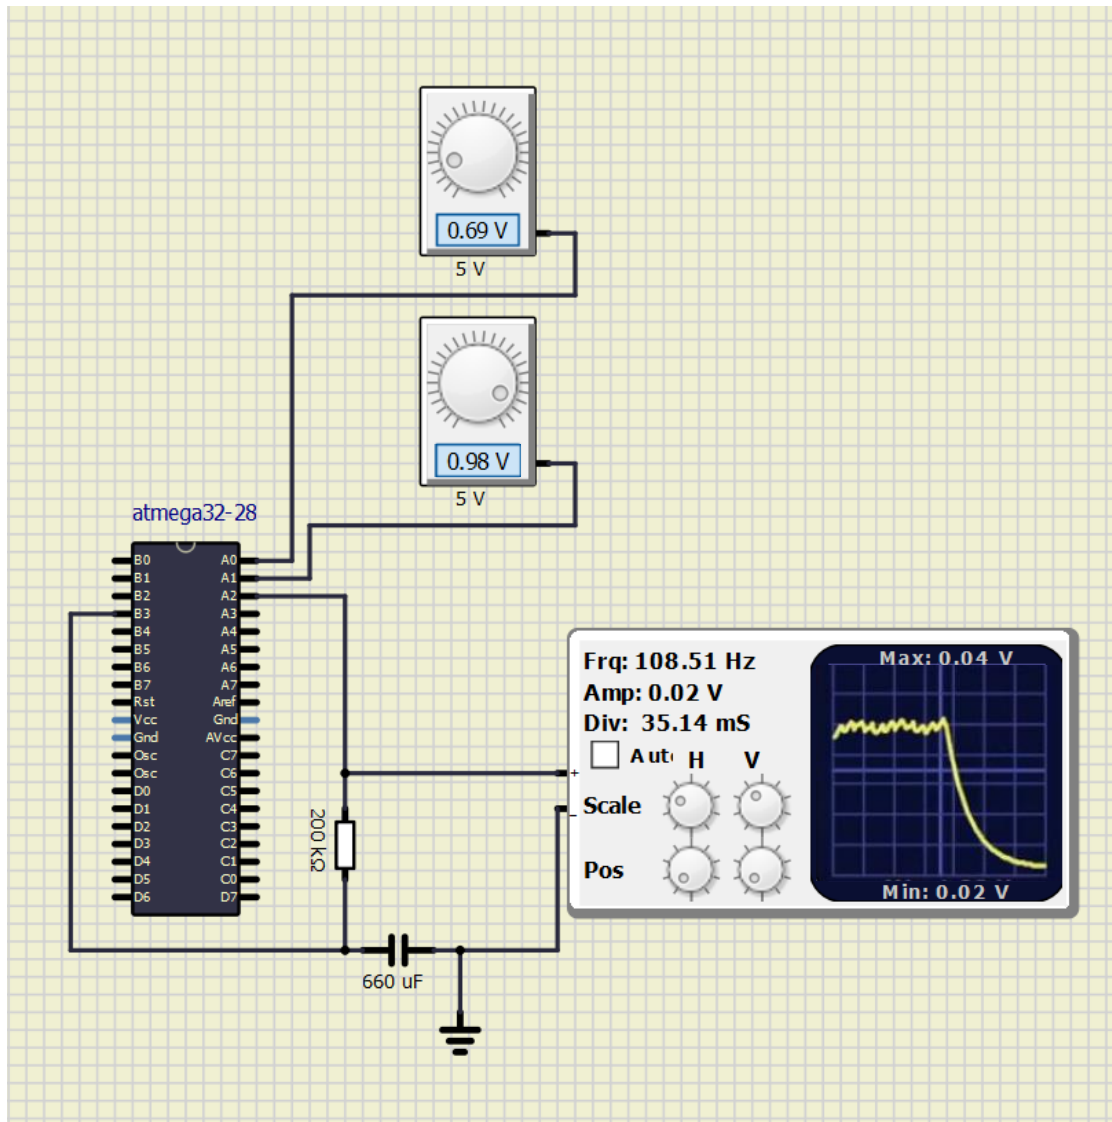 0.69 V
5 V
0.98 V
5 V
atmega32-28
B0 A0
B1 A1
B2 A2
B3 A3
B4 A4
B5 A5
B6 A6
B7 A7
Rst Aref
Vcc Gnd
Gnd AVcc
Osc C7
Osc C6
D0 C5
D1 C4
D2 C3
D3 C2
D4 C1
D5 C0
D6 D7
200 kΩ
660 uF
Frq: 108.51 Hz
Amp: 0.02 V
Div: 35.14 mS
Auto H V
+
Scale
-
Pos
Max: 0.04 V
Min: 0.02 V